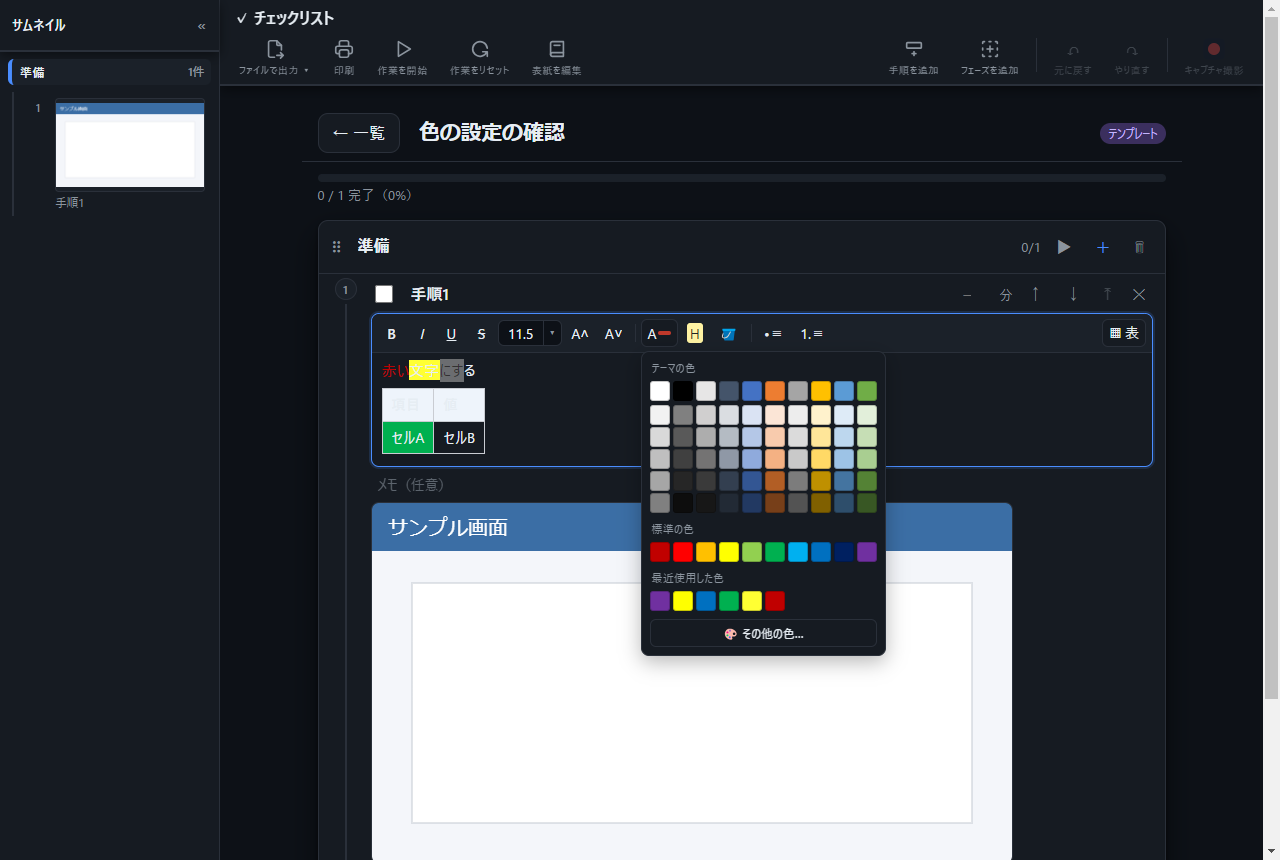 サムネイル
«
準備
1件
1
サンプル画面
手順1
✓ チェックリスト
ファイルで出力
印刷
作業を開始
作業をリセット
表紙を編集
手順を追加
フェーズを追加
元に戻す
やり直す
キャプチャ撮影
← 一覧
色の設定の確認
テンプレート
0 / 1 完了（0%）
準備
0/1
1
手順1
分
B I U S 11.5 A˄ A˅ A H •≡ 1.≡ 表
赤い文字にする
項目 値
セルA セルB
メモ（任意）
サンプル画面
テーマの色
標準の色
最近使用した色
その他の色...